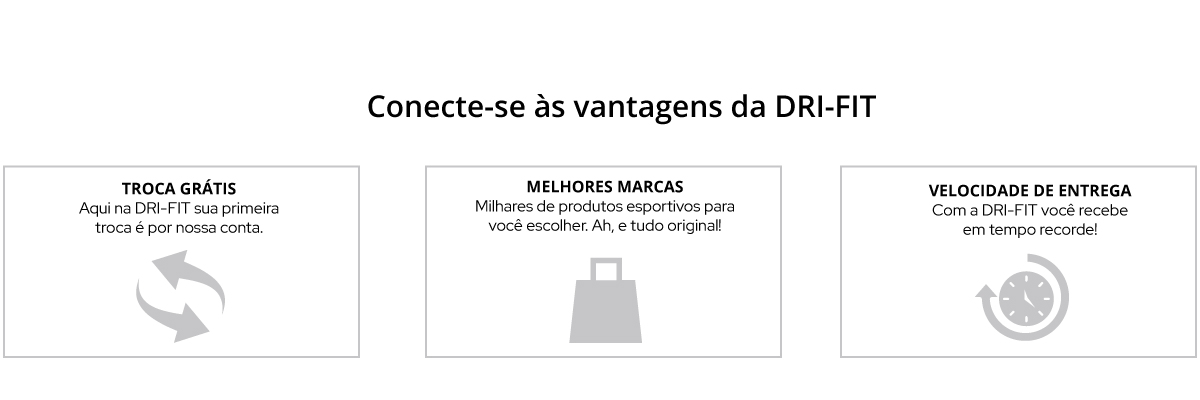 Conecte-se às vantagens da DRI-FIT
TROCA GRÁTIS
Aqui na DRI-FIT sua primeira
troca é por nossa conta.
MELHORES MARCAS
Milhares de produtos esportivos para
você escolher. Ah, e tudo original!
VELOCIDADE DE ENTREGA
Com a DRI-FIT você recebe
em tempo recorde!